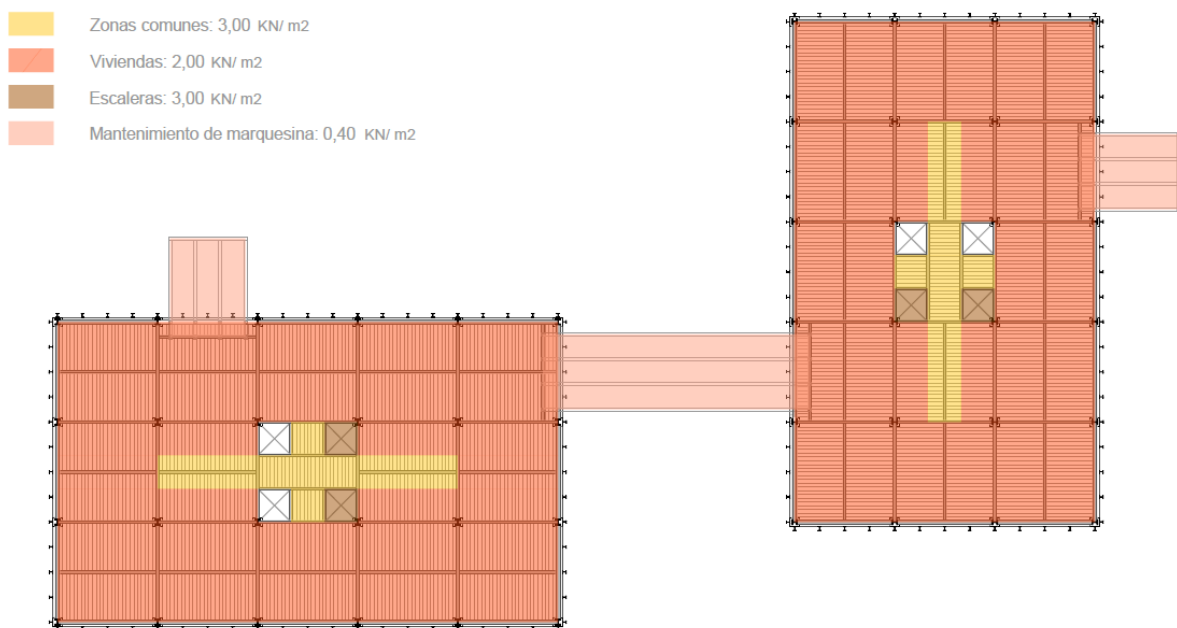 Zonas comunes: 3,00 KN/ m2
Viviendas: 2,00 KN/ m2
Escaleras: 3,00 KN/ m2
Mantenimiento de marquesina: 0,40 KN/ m2